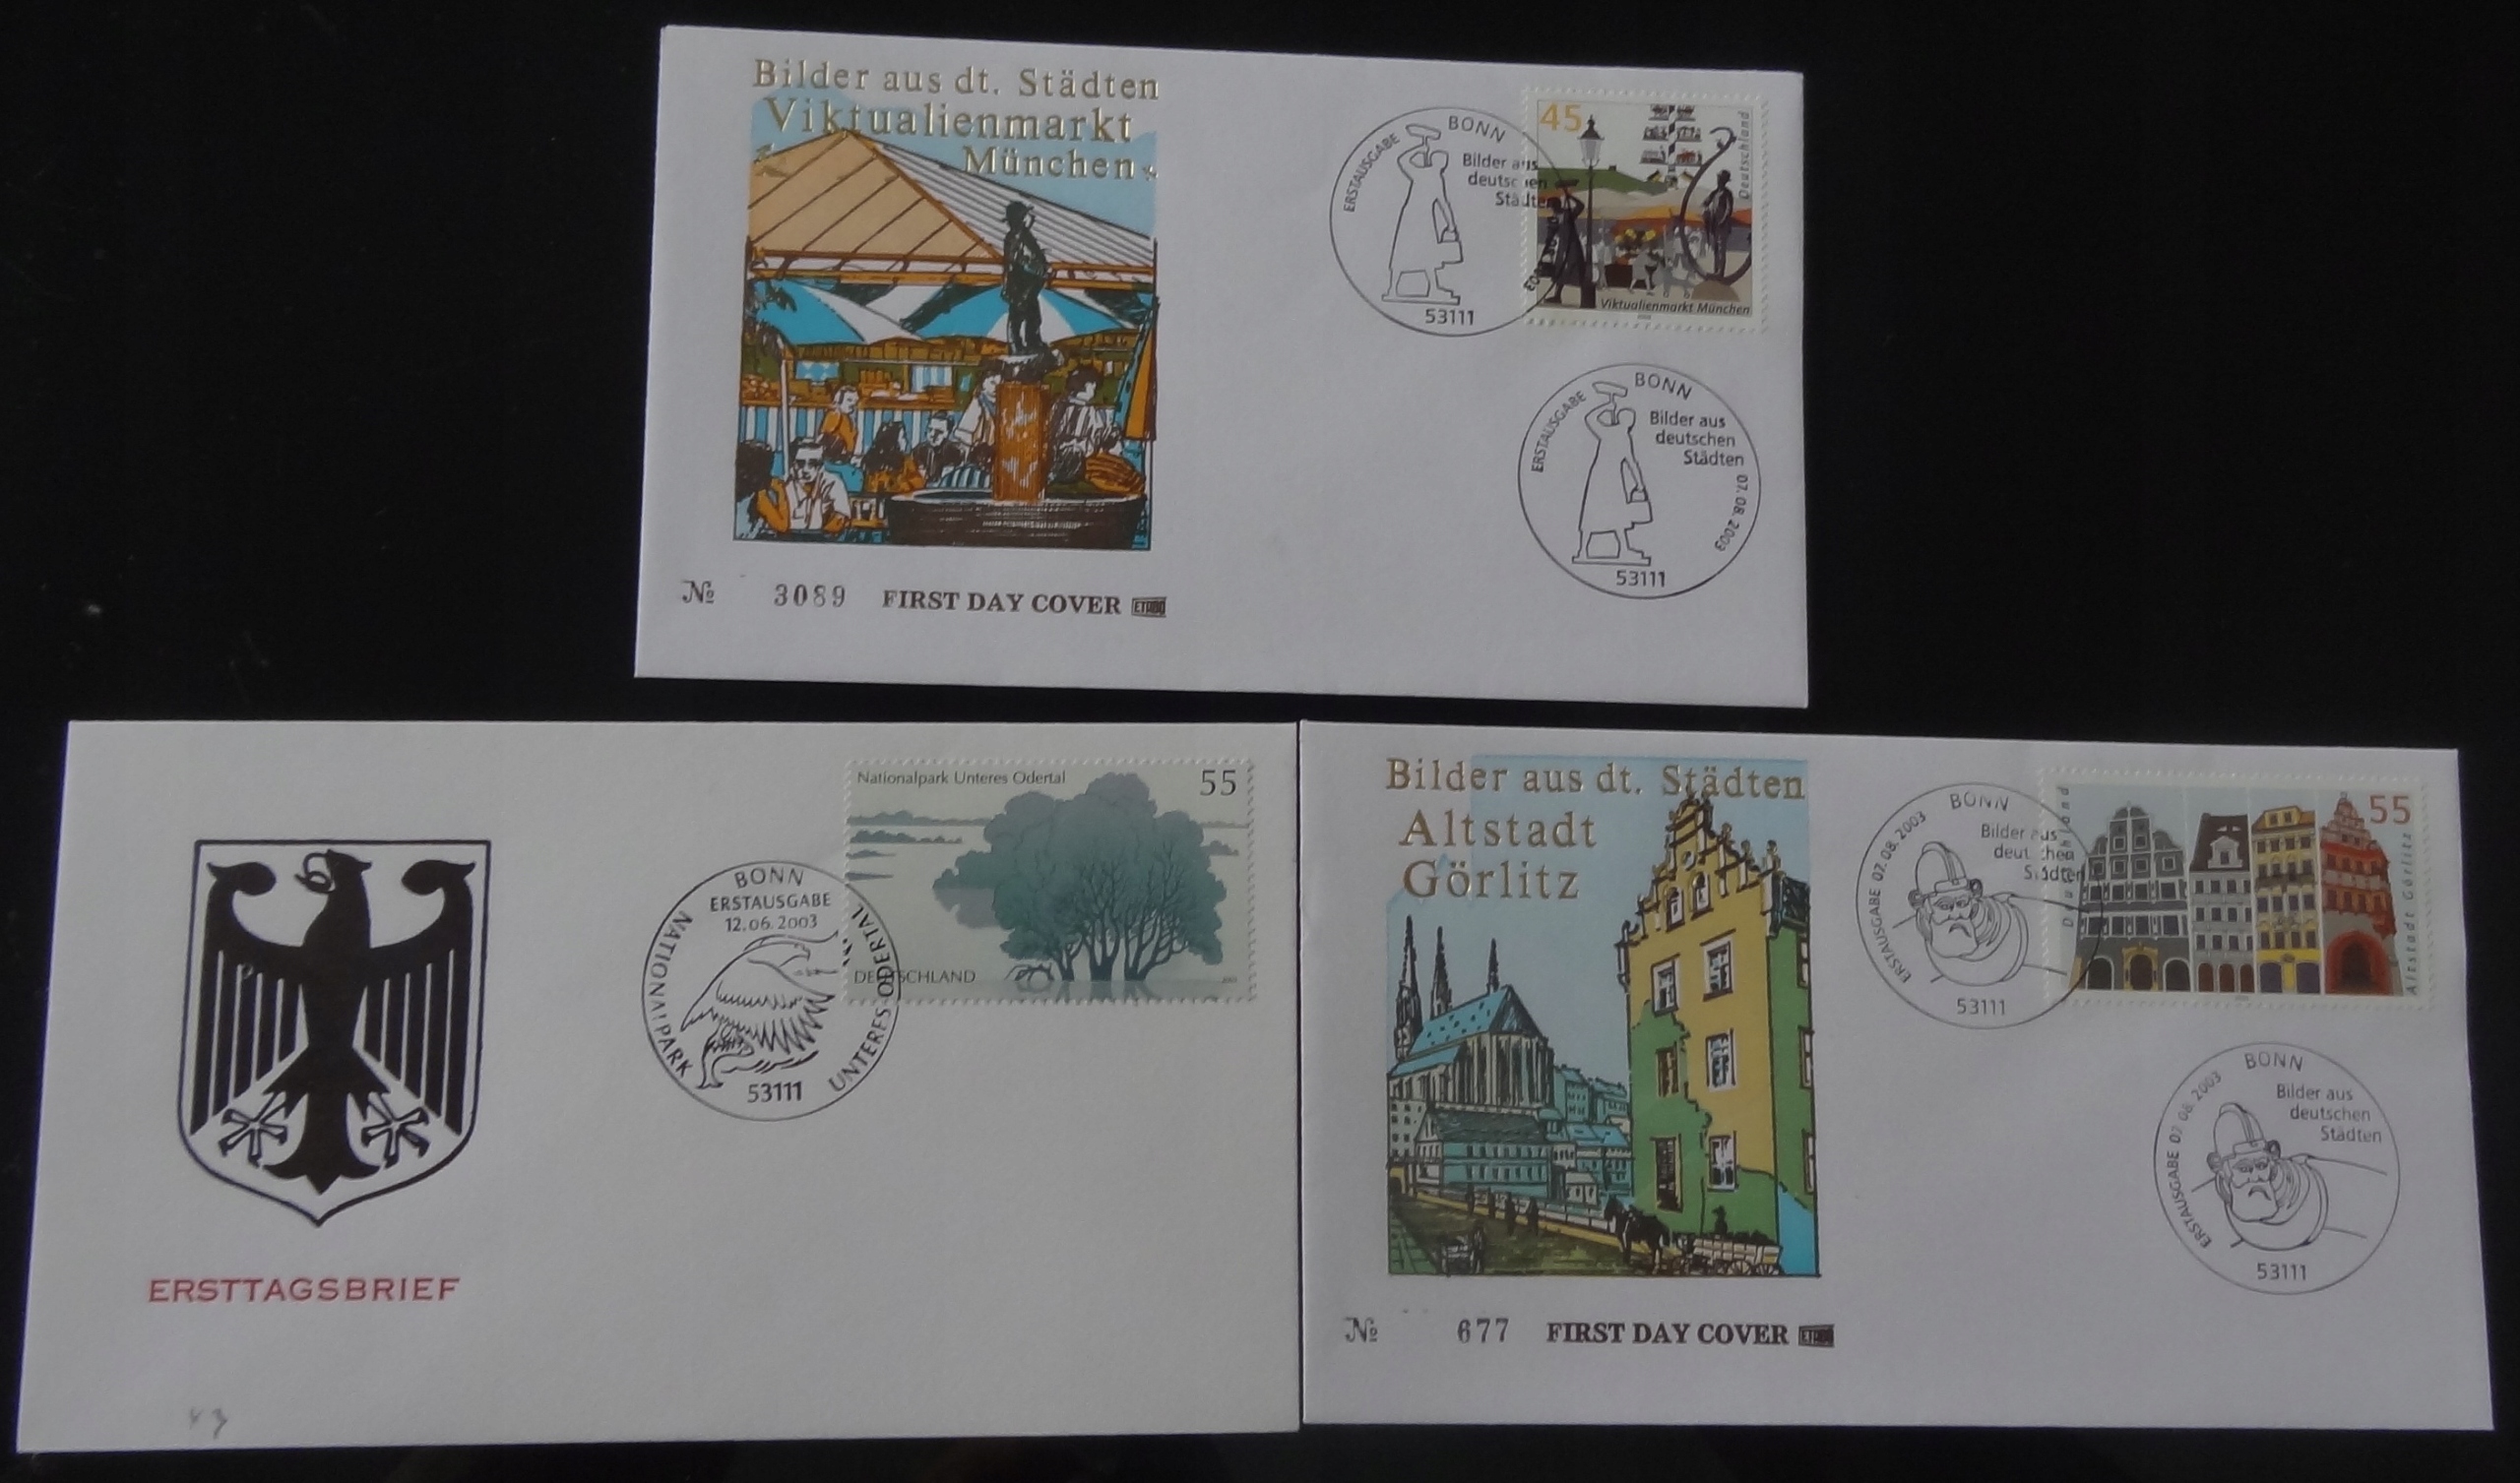 Bilder aus dt. Städten
Viktualienmarkt
München
№ 3089 FIRST DAY COVER ETABO
BONN
ERSTAUSGABE
Bilder aus
deutschen
Städten
53111
45
Deutschland
Viktualienmarkt München
BONN
ERSTAUSGABE
Bilder aus
deutschen
Städten
07.08.2003
53111
ERSTTAGSBRIEF
BONN
ERSTAUSGABE
12.06.2003
NATIONALPARK
UNTERES ODERTAL
53111
Nationalpark Unteres Odertal
55
DEUTSCHLAND
Bilder aus dt. Städten
Altstadt
Görlitz
№ 677 FIRST DAY COVER ETABO
BONN
ERSTAUSGABE 07.08.2003
Bilder aus
deutschen
Städten
53111
55
Deutschland
Altstadt Görlitz
BONN
ERSTAUSGABE 07.08.2003
Bilder aus
deutschen
Städten
53111